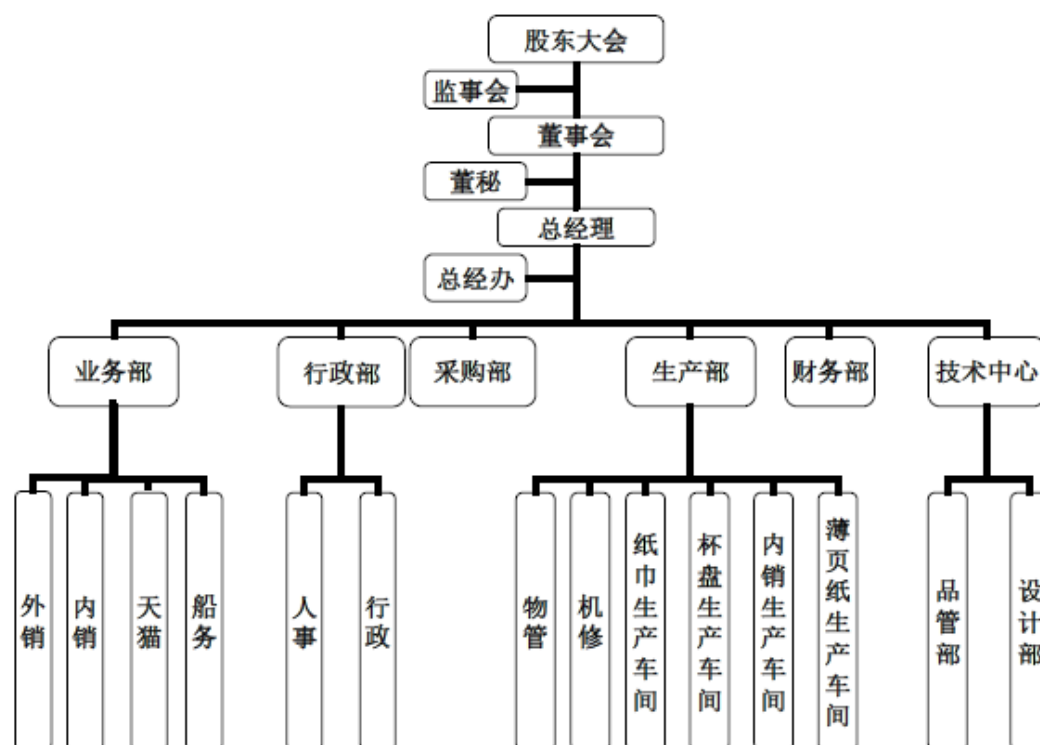 股东大会
监事会
董事会
董秘
总经理
总经办
业务部
行政部
采购部
生产部
财务部
技术中心
外销
内销
天猫
船务
人事
行政
物管
机修
纸巾生产车间
杯盘生产车间
内销生产车间
薄页纸生产车间
品管部
设计部